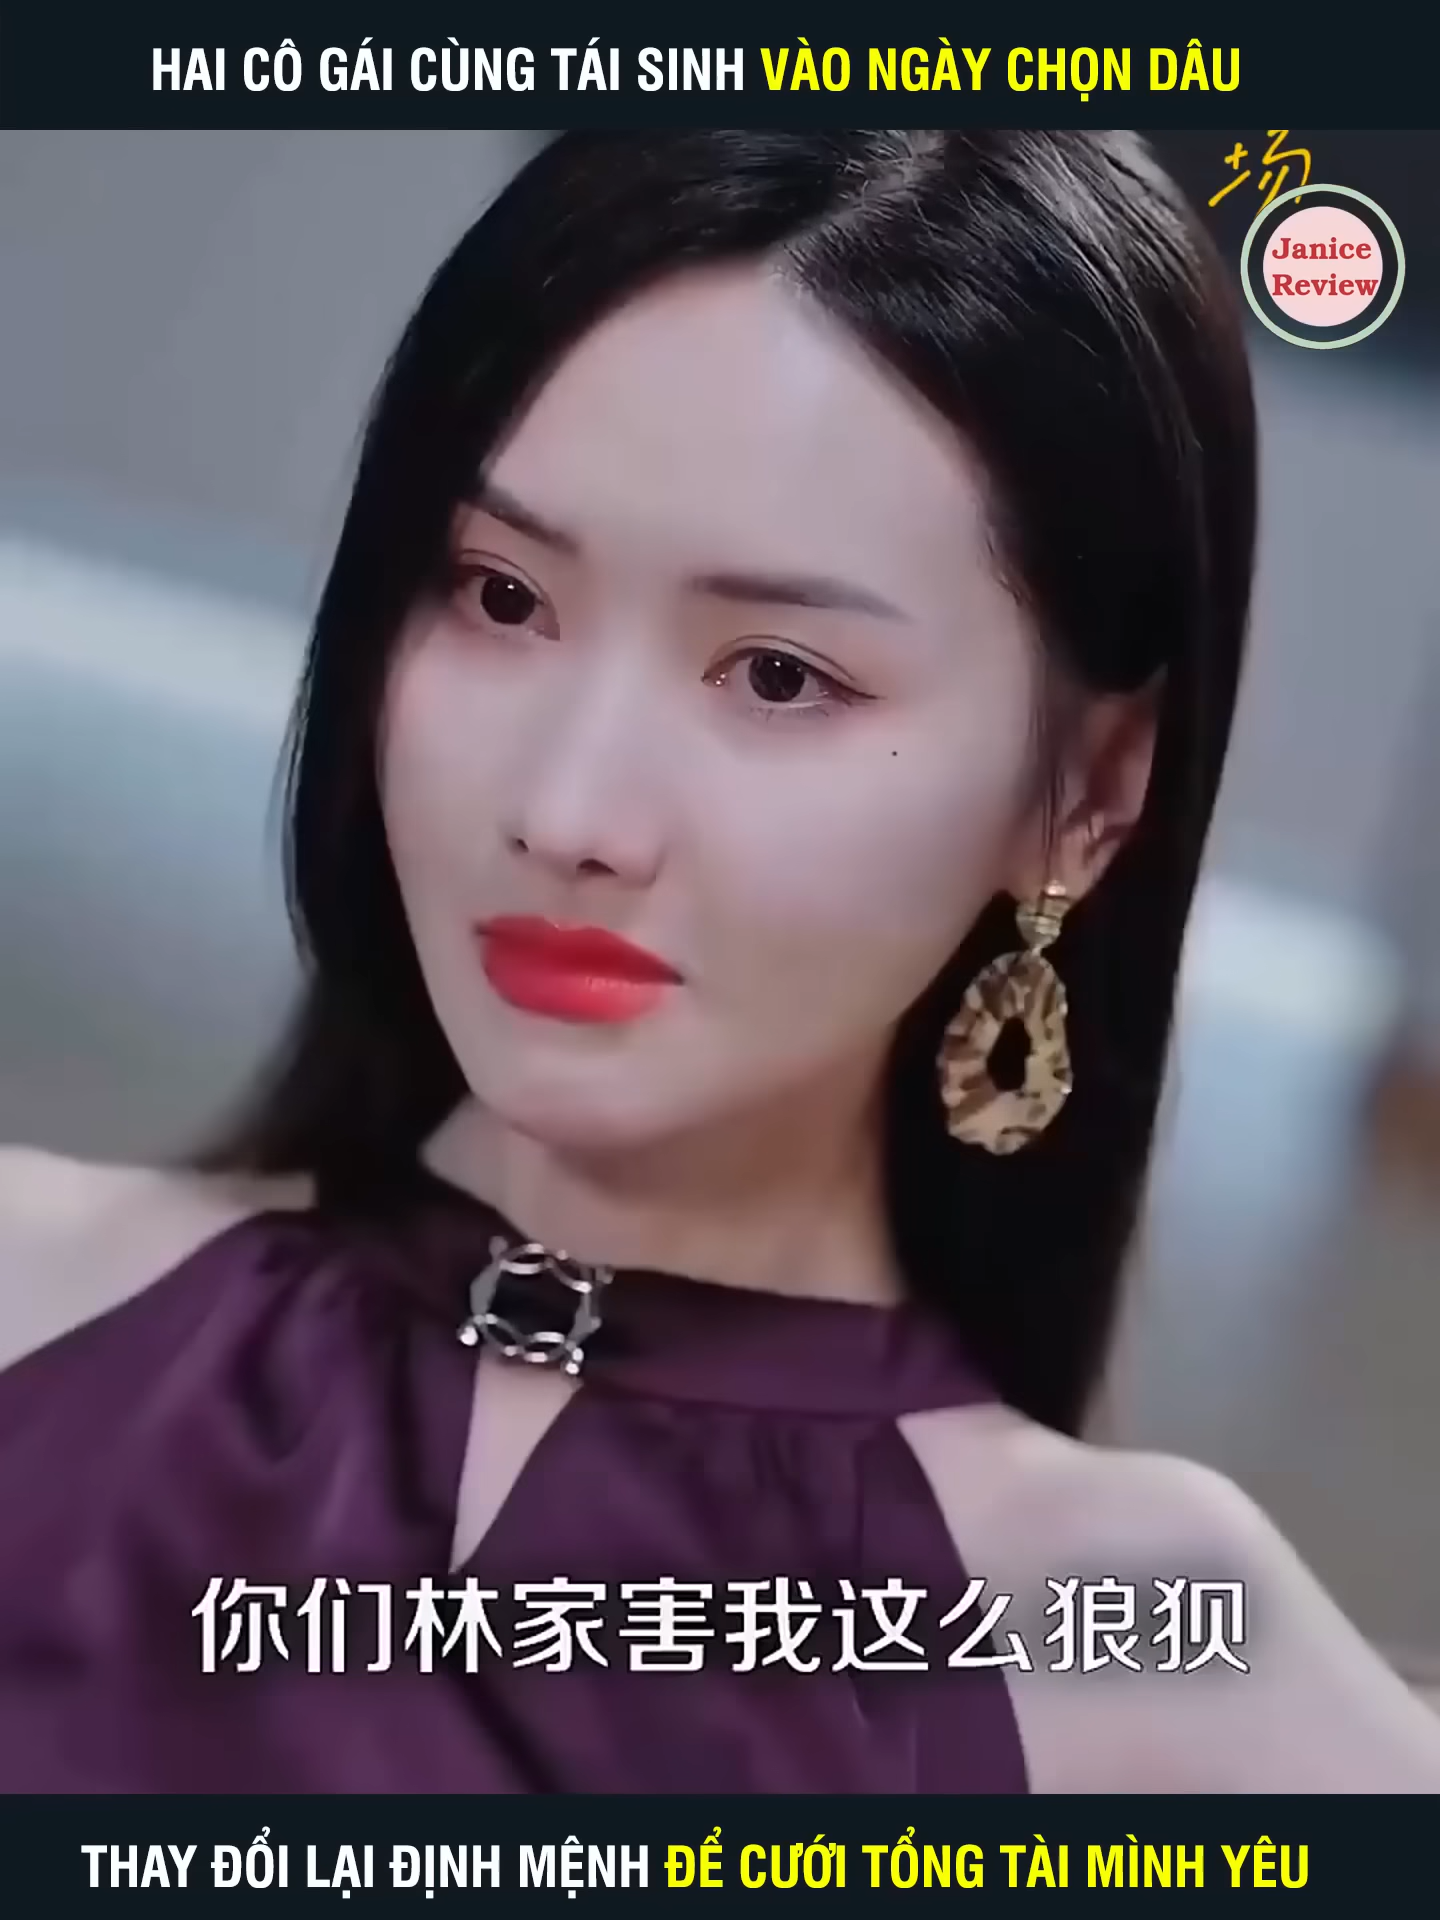 HAI CÔ GÁI CÙNG TÁI SINH VÀO NGÀY CHỌN DÂU
场
Janice
Review
你们林家害我这么狼狈
THAY ĐỔI LẠI ĐỊNH MỆNH ĐỂ CƯỚI TỔNG TÀI MÌNH YÊU